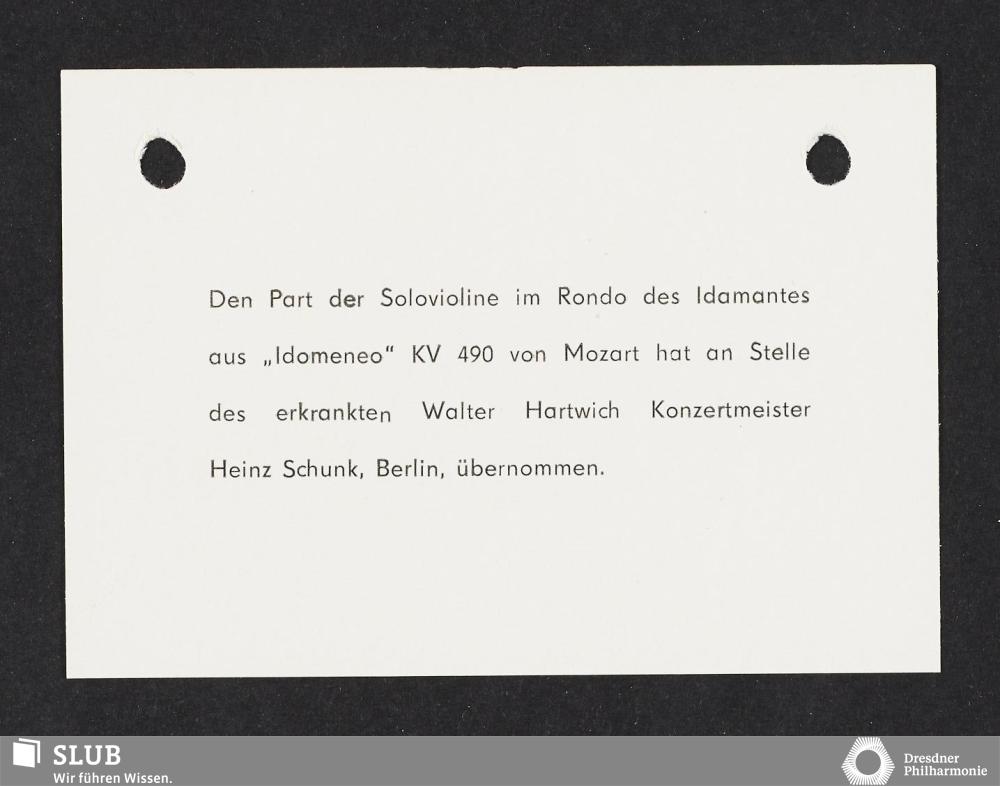 Den Part der Solovioline im Rondo des Idamantes
aus „Idomeneo“ KV 490 von Mozart hat an Stelle
des erkrankten Walter Hartwich Konzertmeister
Heinz Schunk, Berlin, übernommen.
SLUB
Wir führen Wissen.
Dresdner
Philharmonie